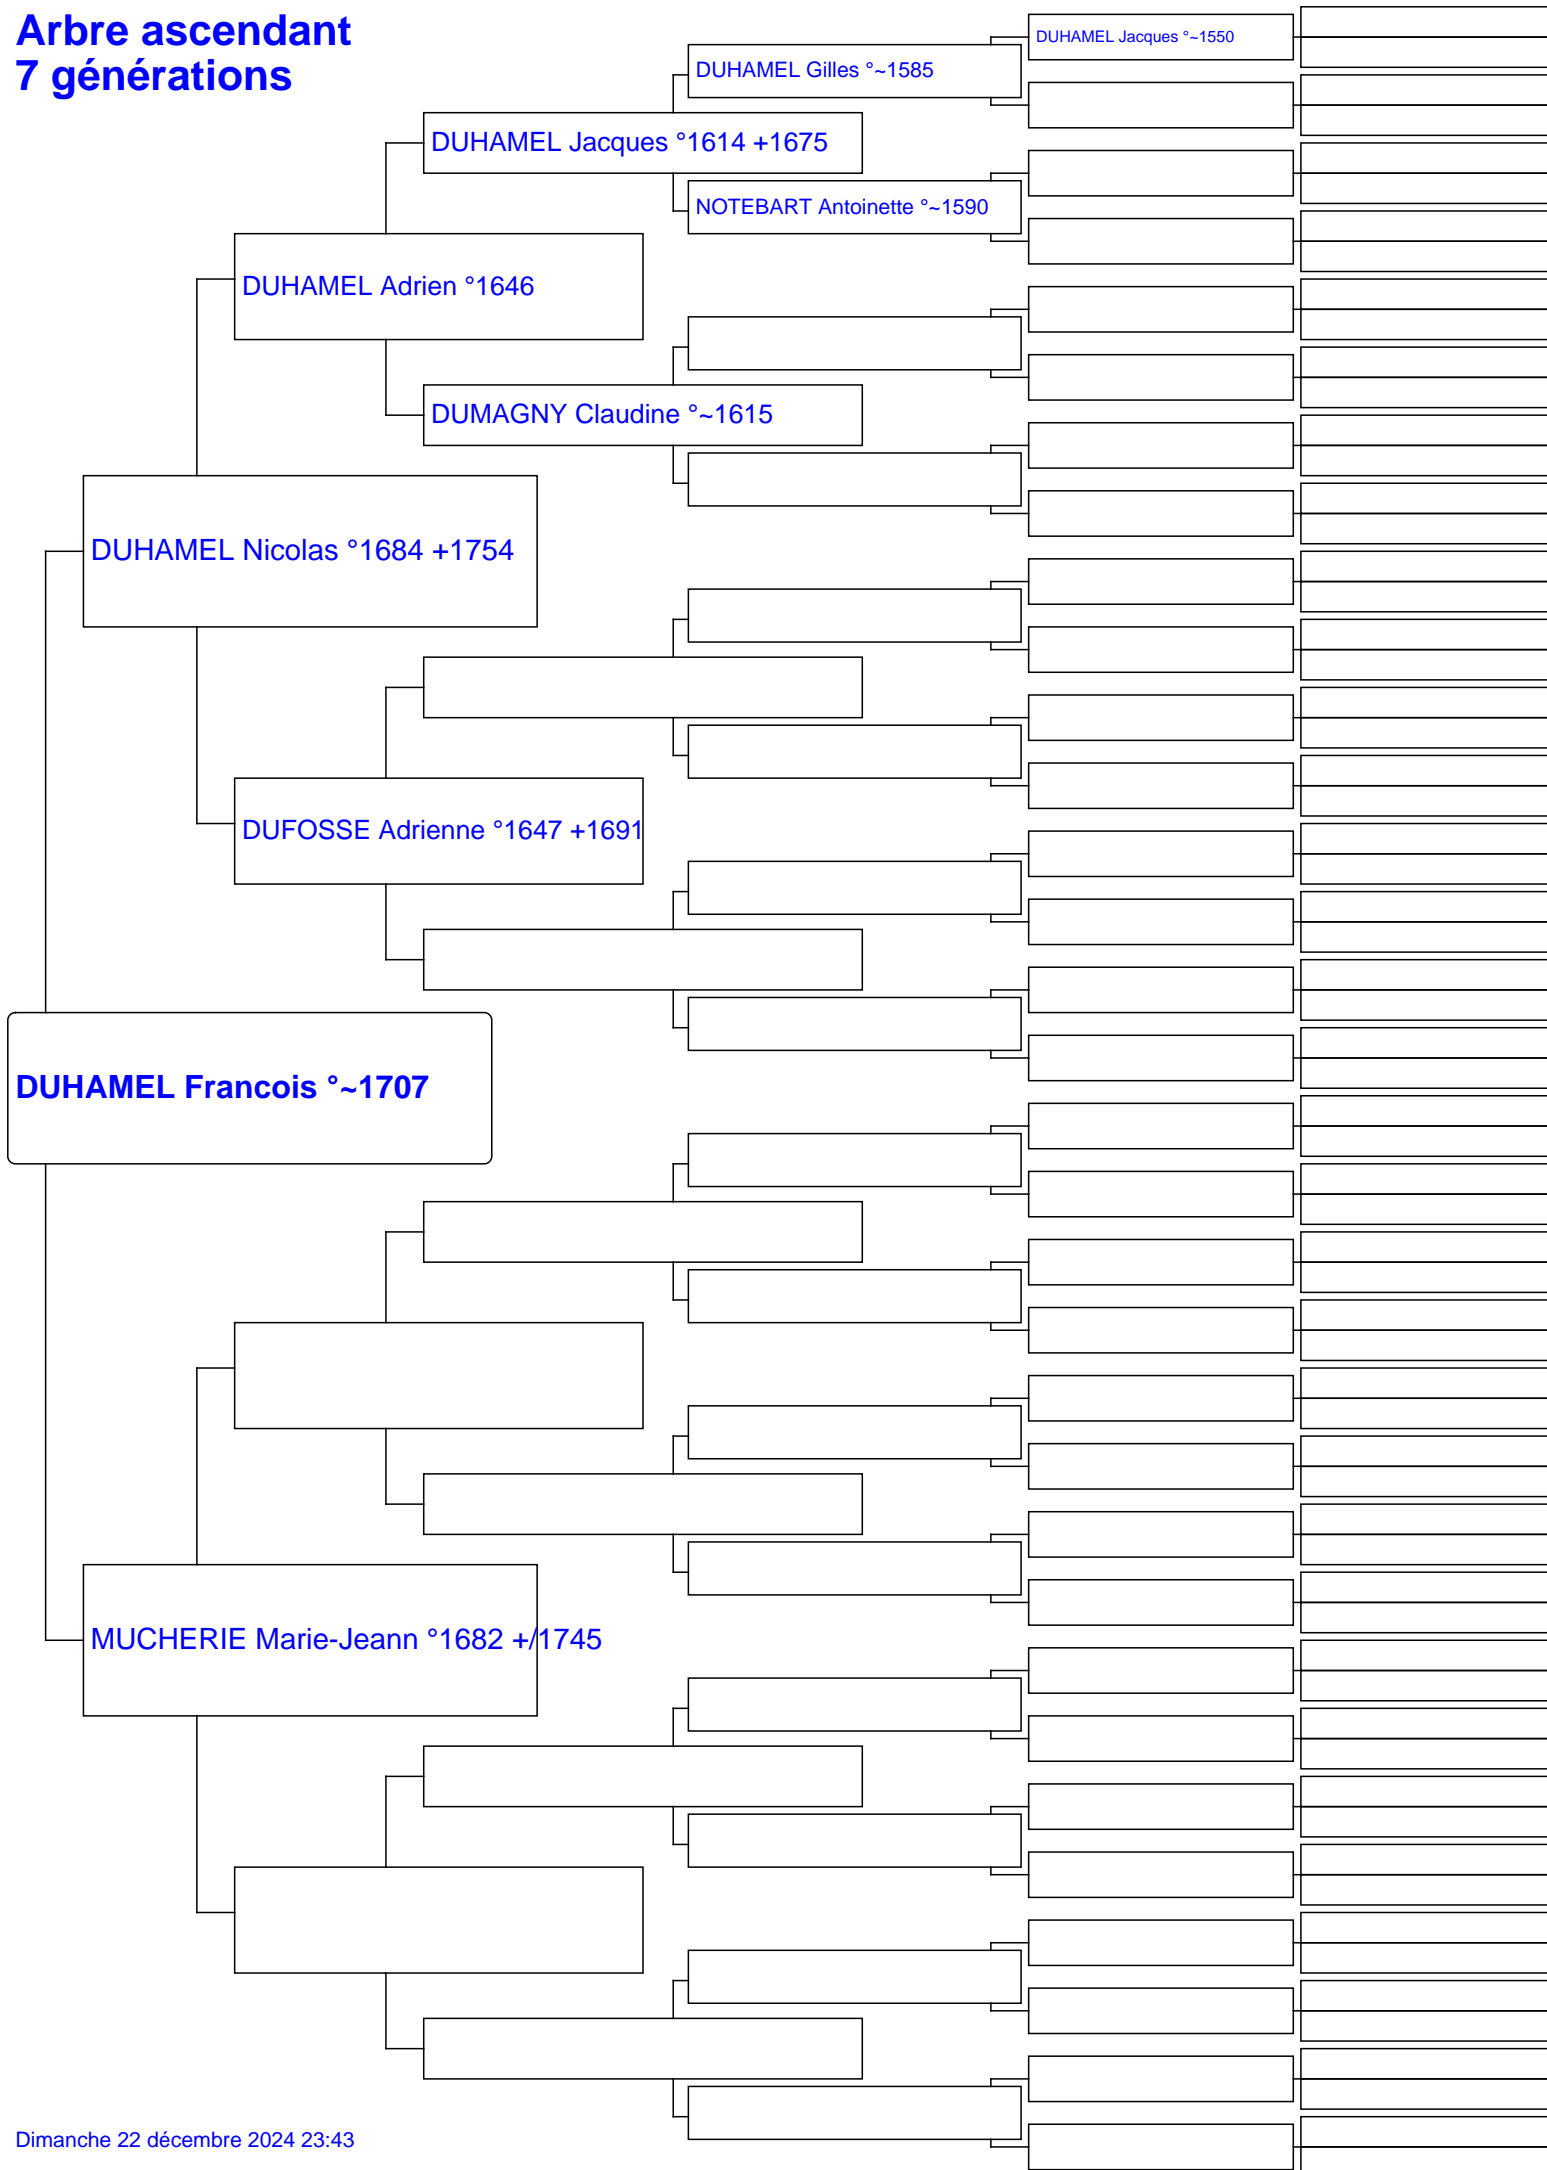 Arbre ascendant
7 générations
DUHAMEL Jacques °~1550
DUHAMEL Gilles °~1585
DUHAMEL Jacques °1614 +1675
NOTEBART Antoinette °~1590
DUHAMEL Adrien °1646
DUMAGNY Claudine °~1615
DUHAMEL Nicolas °1684 +1754
DUFOSSE Adrienne °1647 +1691
DUHAMEL Francois °~1707
MUCHERIE Marie-Jeann °1682 +/1745
Dimanche 22 décembre 2024 23:43